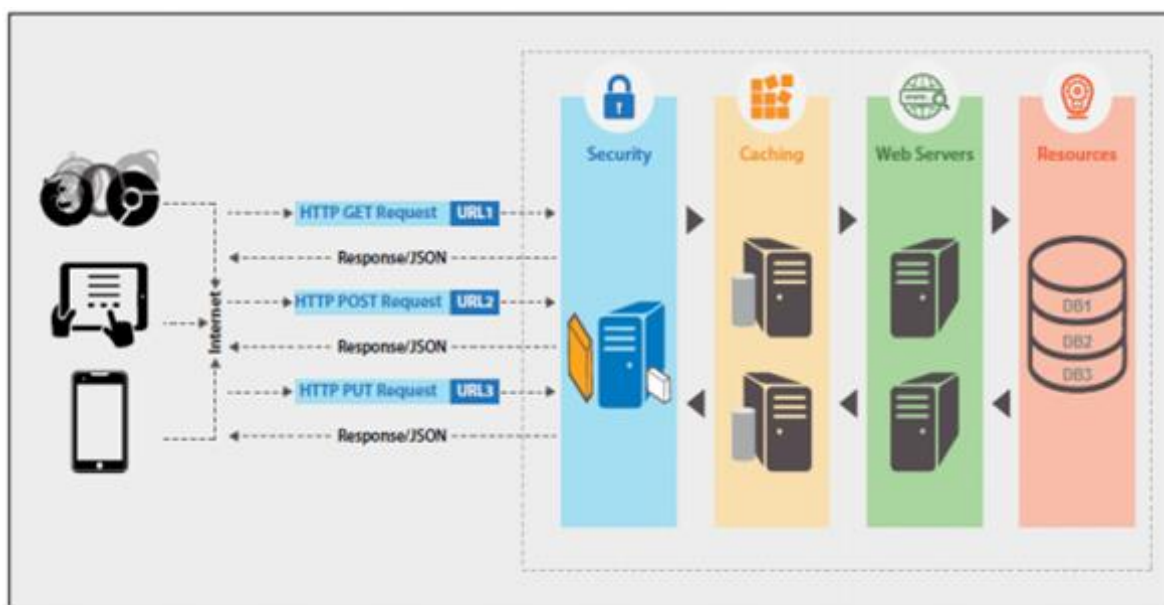 Security
Caching
Web Servers
Resources
HTTP GET Request URL1
Response/JSON
HTTP POST Request URL2
Response/JSON
HTTP PUT Request URL3
Response/JSON
Internet
DB1
DB2
DB3